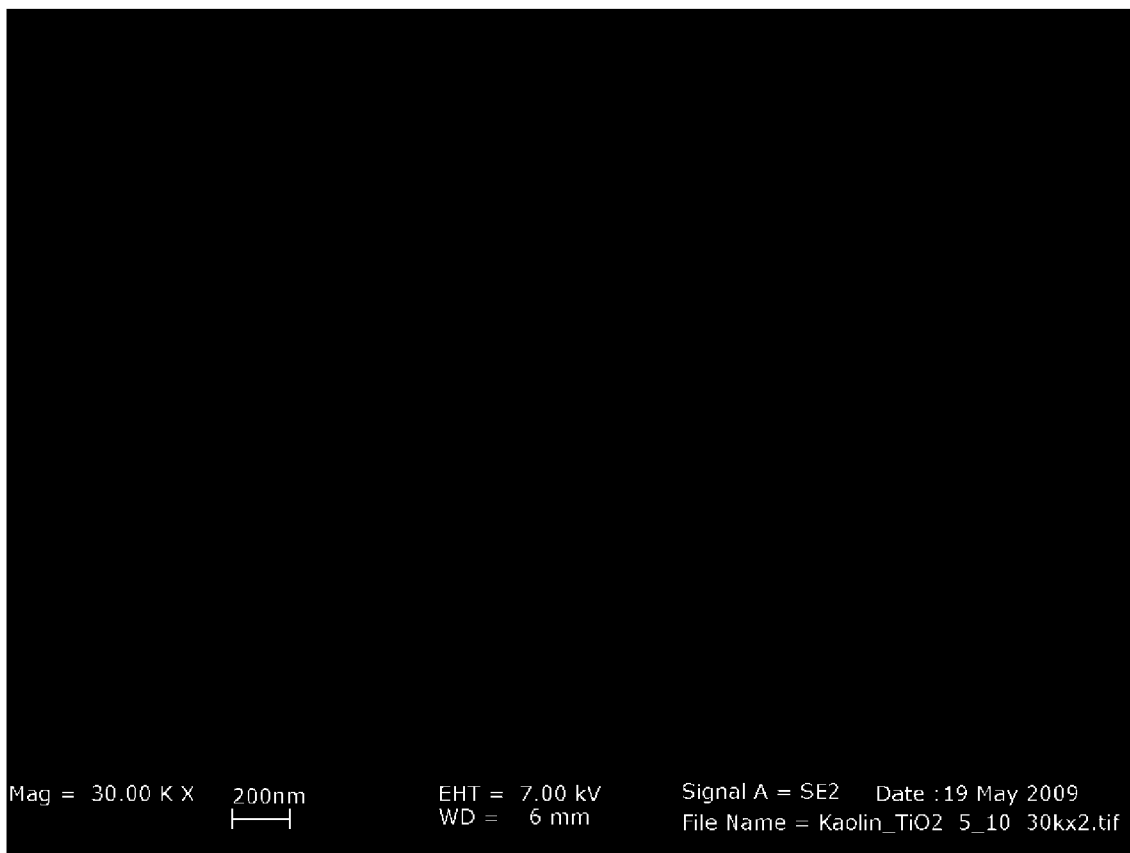 Mag = 30.00 K X
200nm
EHT = 7.00 kV
WD = 6 mm
Signal A = SE2 Date :19 May 2009
File Name = Kaolin_TiO2 5_10 30kx2.tif